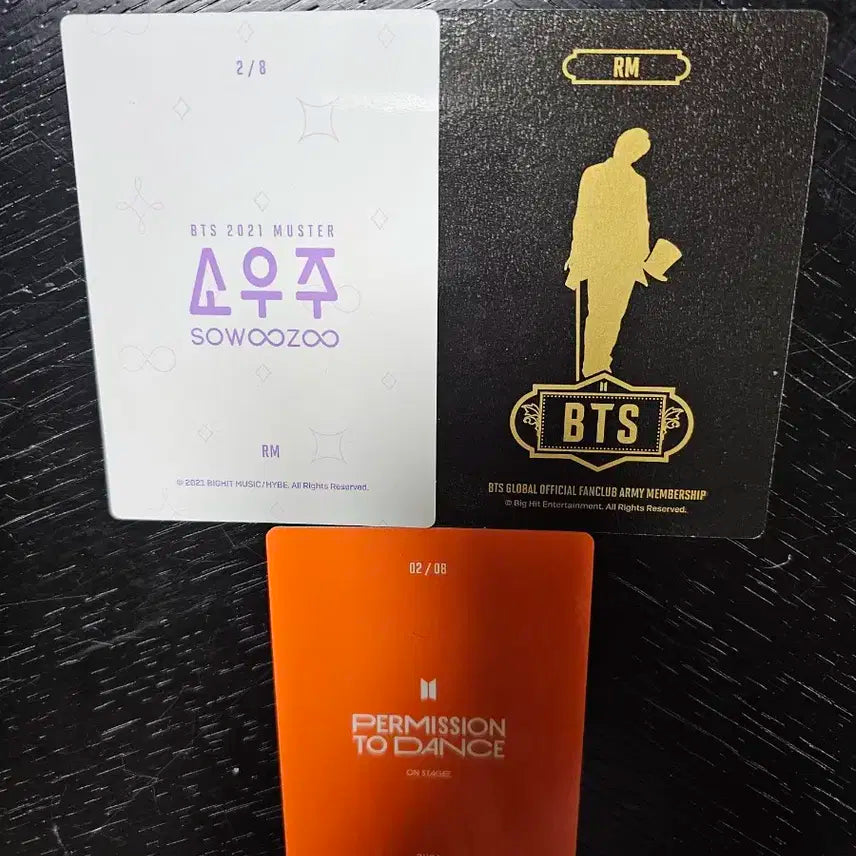 2/8
BTS 2021 MUSTER
소우주
SOWOOZOO
RM
© 2021 BIGHIT MUSIC/HYBE. All Rights Reserved.
RM
BTS
BTS GLOBAL OFFICIAL FANCLUB ARMY MEMBERSHIP
© Big Hit Entertainment. All Rights Reserved.
02/08
PERMISSION
TO DANCE
ON STAGE